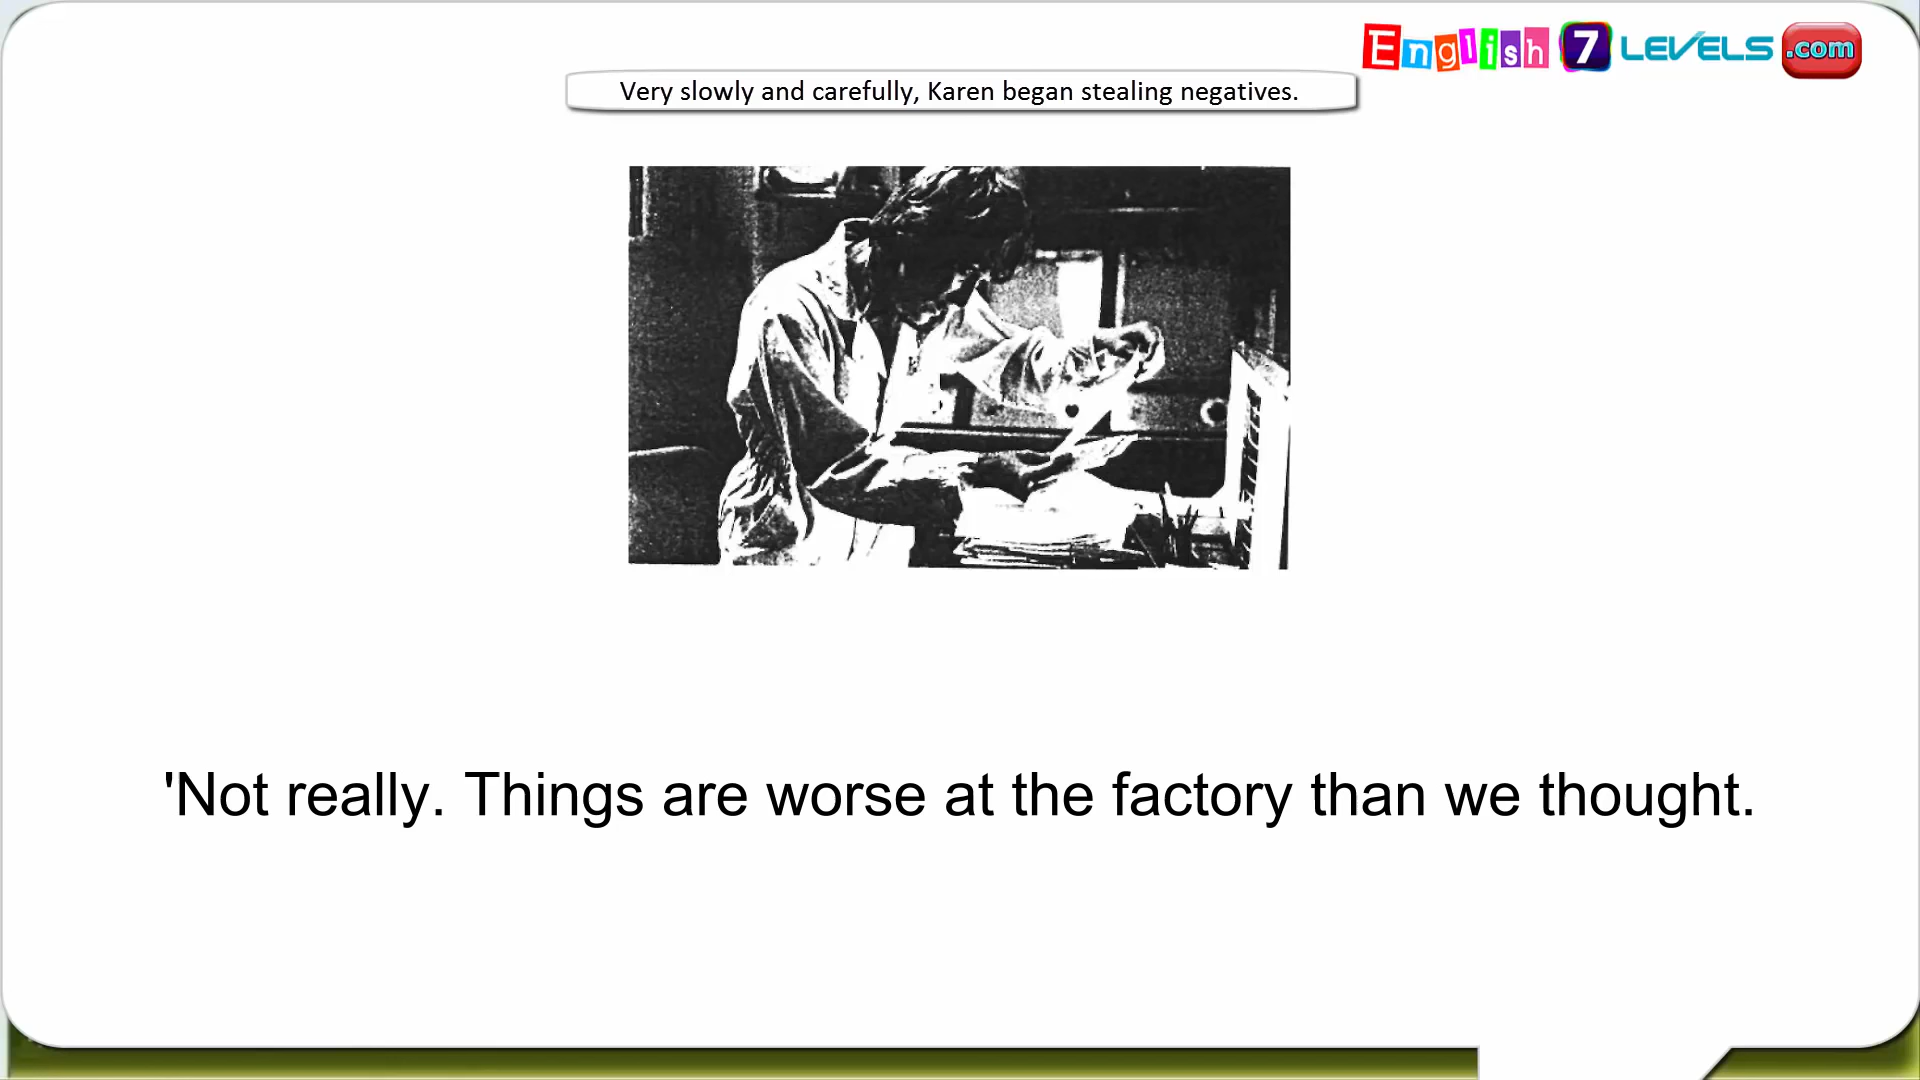 English 7 LEVELS .com
Very slowly and carefully, Karen began stealing negatives.
'Not really. Things are worse at the factory than we thought.